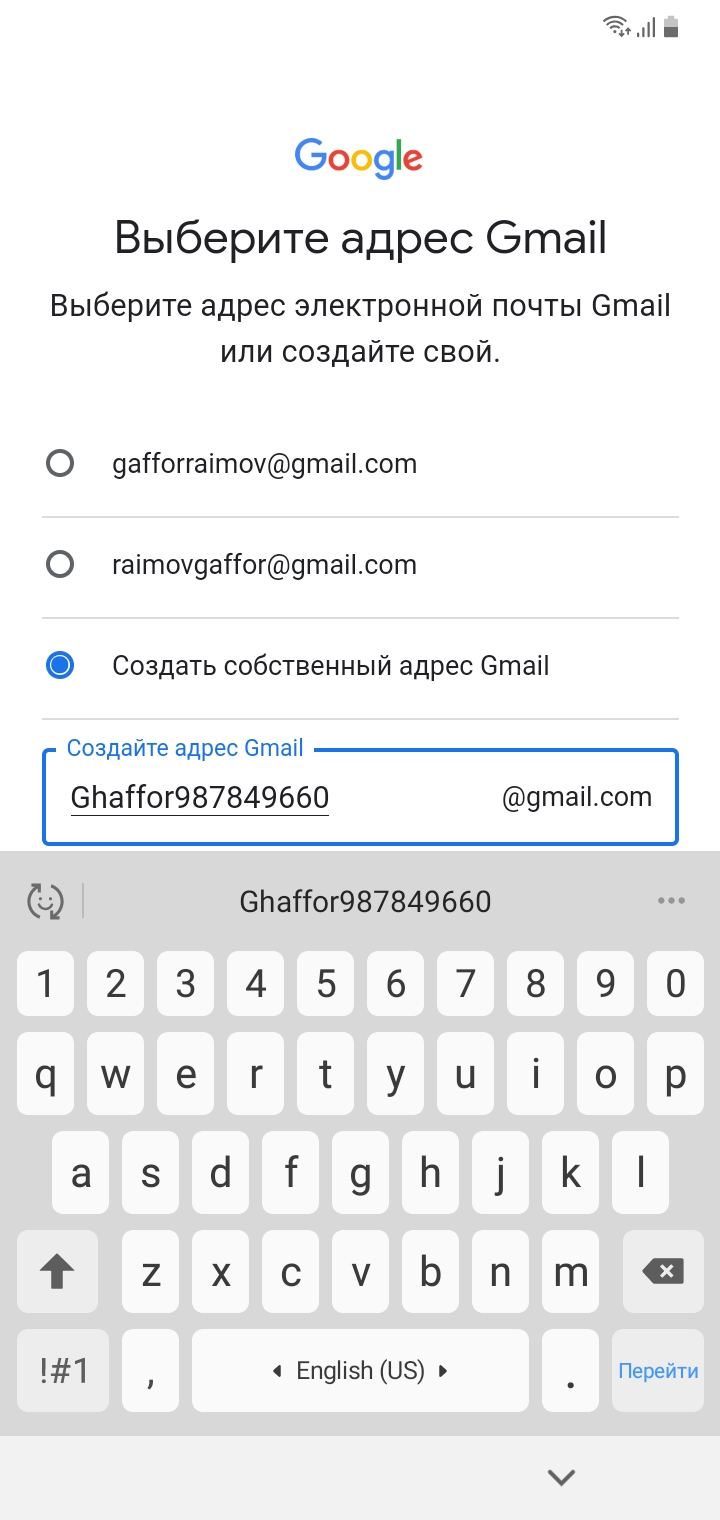 Google
Выберите адрес Gmail
Выберите адрес электронной почты Gmail
или создайте свой.
gafforraimov@gmail.com
raimovgaffor@gmail.com
Создать собственный адрес Gmail
Создайте адрес Gmail
Ghaffor987849660 @gmail.com
Ghaffor987849660
1 2 3 4 5 6 7 8 9 0
q w e r t y u i o p
a s d f g h j k l
z x c v b n m
!#1 , English (US) . Перейти